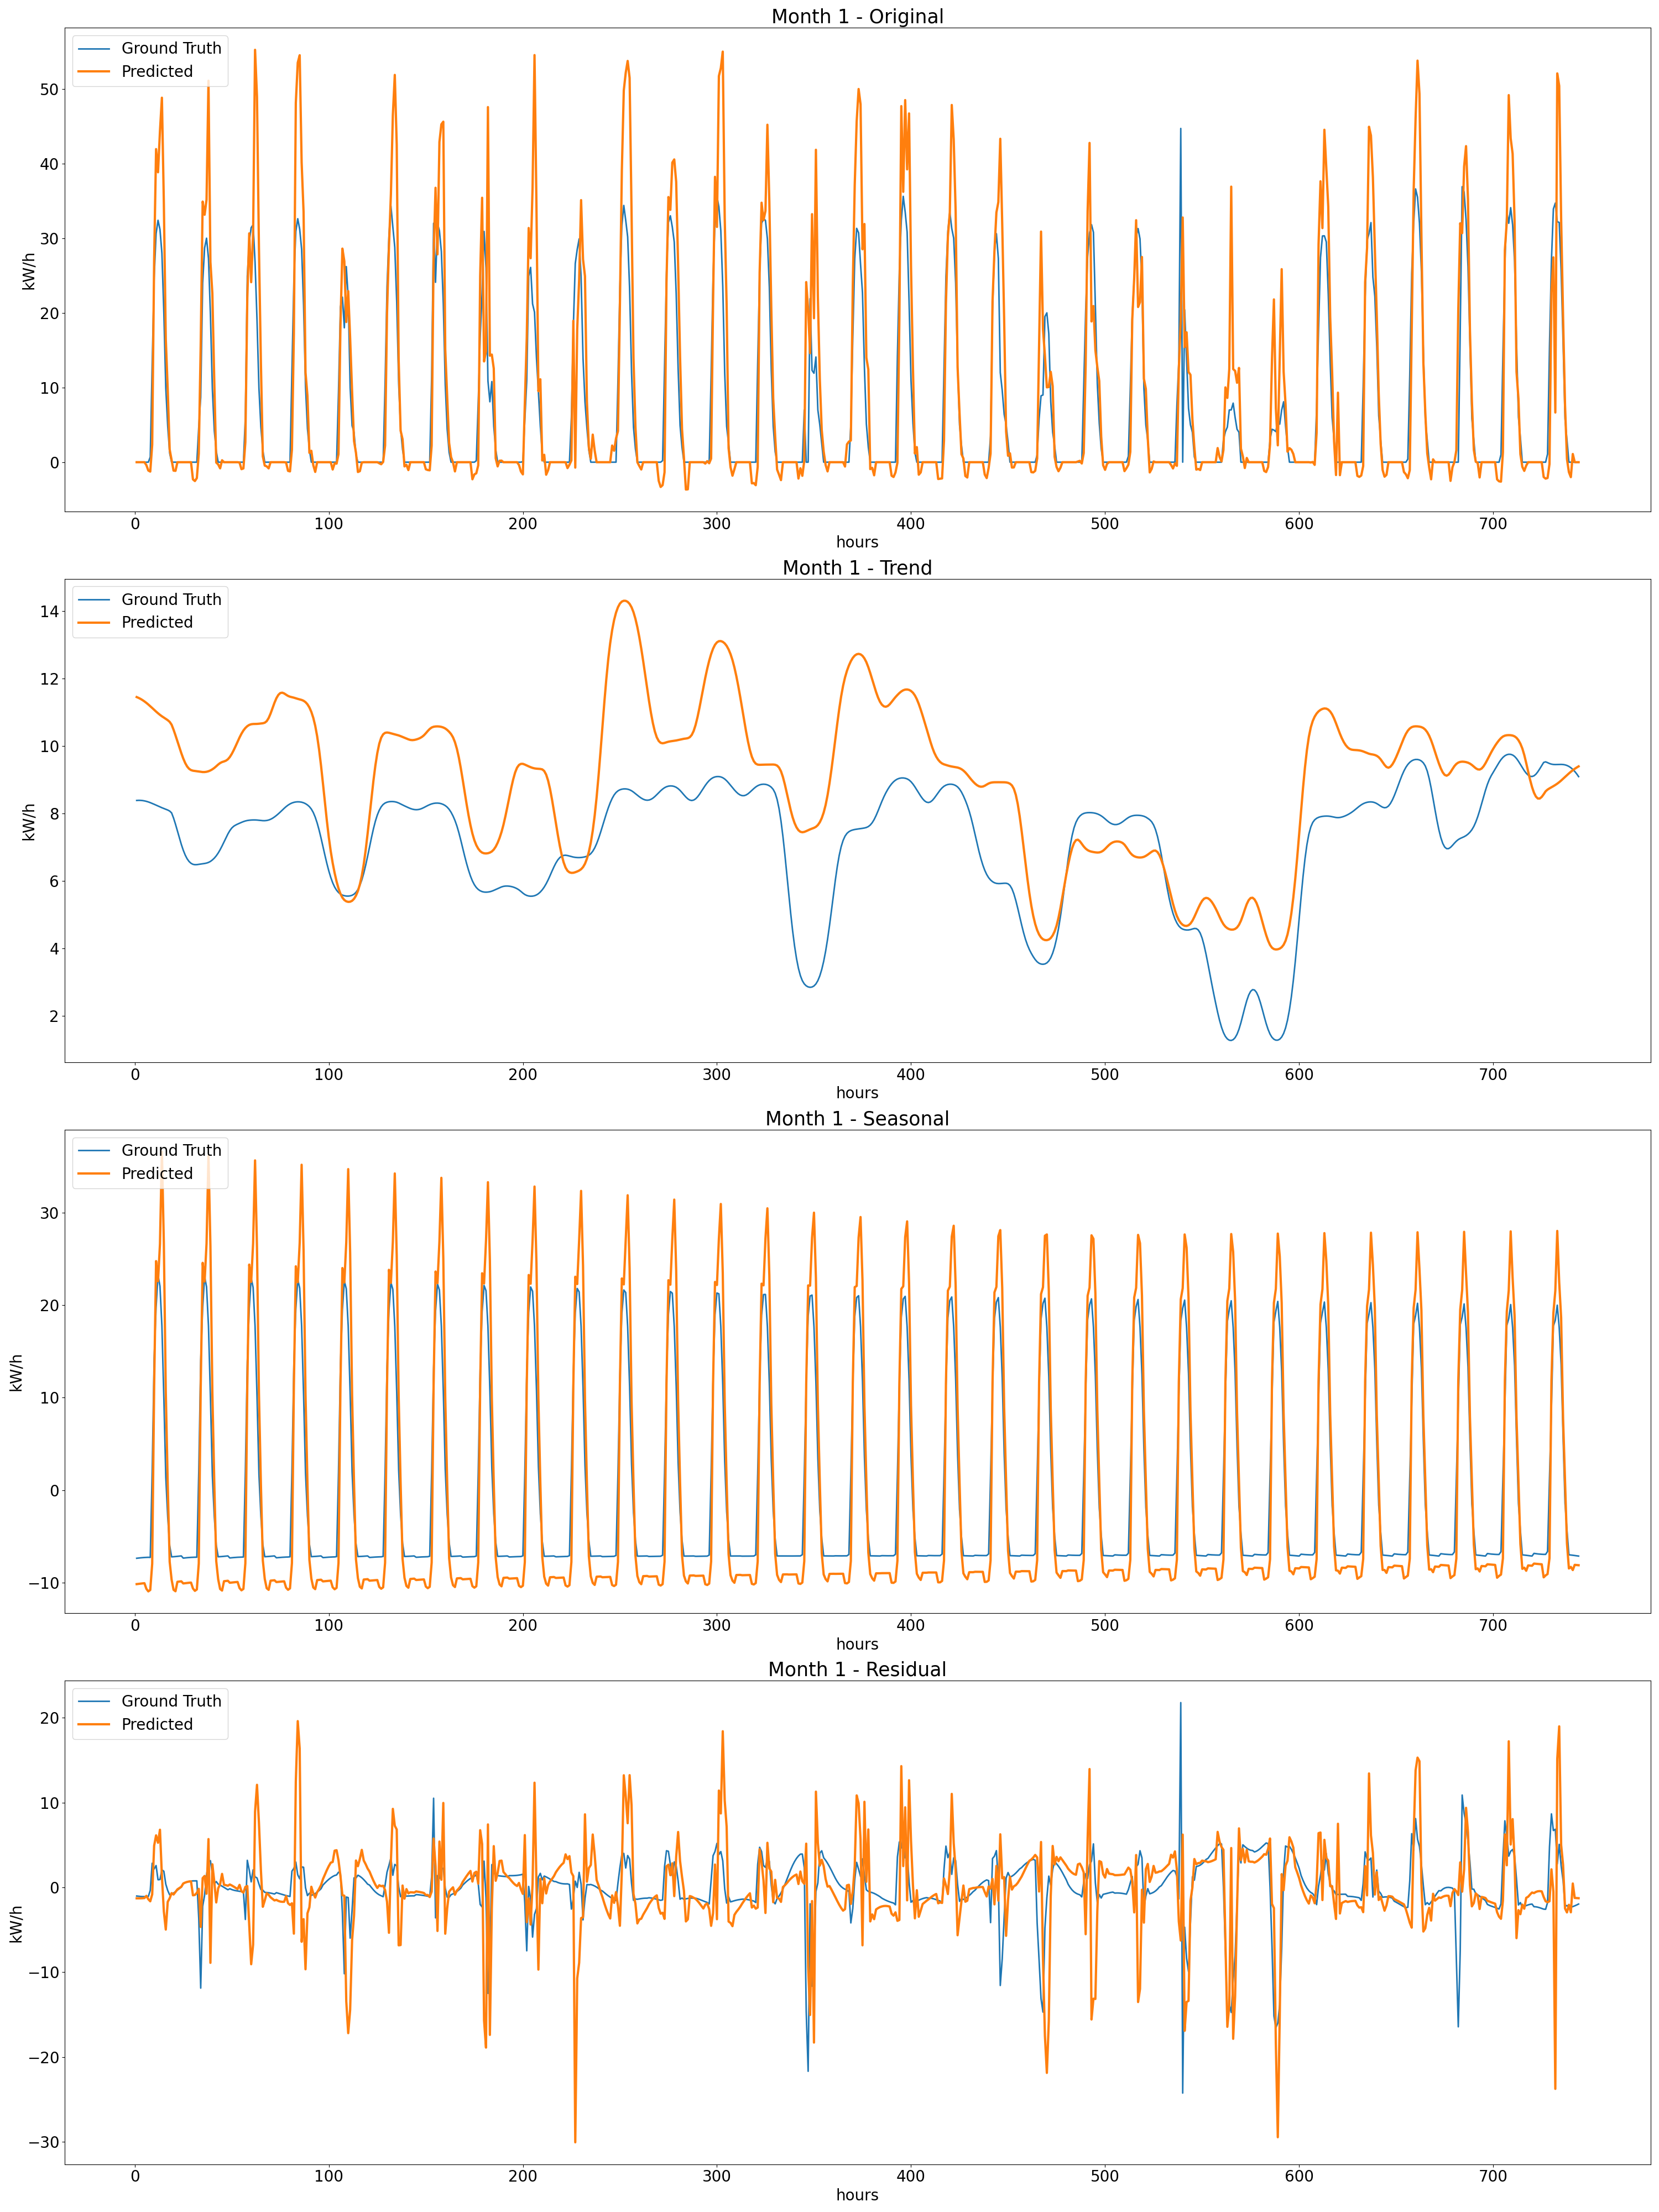 Month 1 - Original
Ground Truth
Predicted
kW/h
50
40
30
20
10
0
0 100 200 300 400 500 600 700
hours
Month 1 - Trend
Ground Truth
Predicted
kW/h
14
12
10
8
6
4
2
0 100 200 300 400 500 600 700
hours
Month 1 - Seasonal
Ground Truth
Predicted
kW/h
30
20
10
0
−10
0 100 200 300 400 500 600 700
hours
Month 1 - Residual
Ground Truth
Predicted
kW/h
20
10
0
−10
−20
−30
0 100 200 300 400 500 600 700
hours